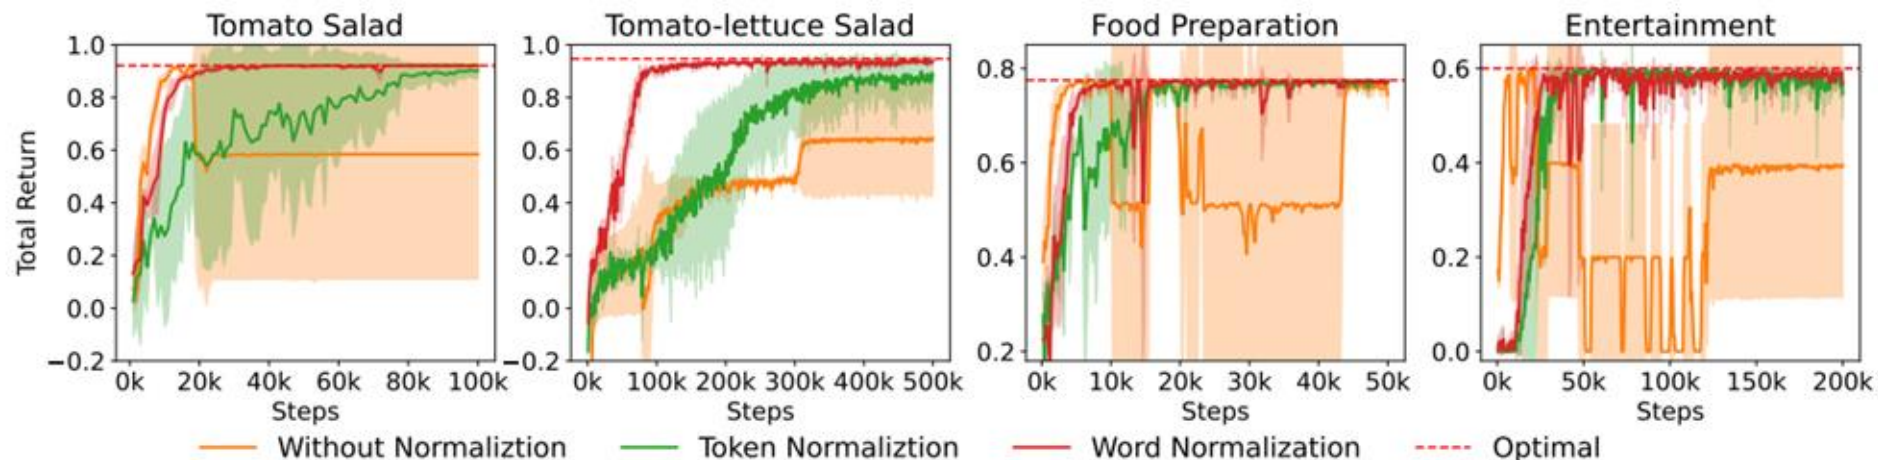 Tomato Salad
Tomato-lettuce Salad
Food Preparation
Entertainment
Total Return
1.0
0.8
0.6
0.4
0.2
0.0
−0.2
1.0
0.8
0.6
0.4
0.2
0.0
−0.2
0.8
0.6
0.4
0.2
0.6
0.4
0.2
0.0
0k 20k 40k 60k 80k 100k
0k 100k 200k 300k 400k 500k
0k 10k 20k 30k 40k 50k
0k 50k 100k 150k 200k
Steps
Steps
Steps
Steps
Without Normaliztion
Token Normaliztion
Word Normalization
Optimal